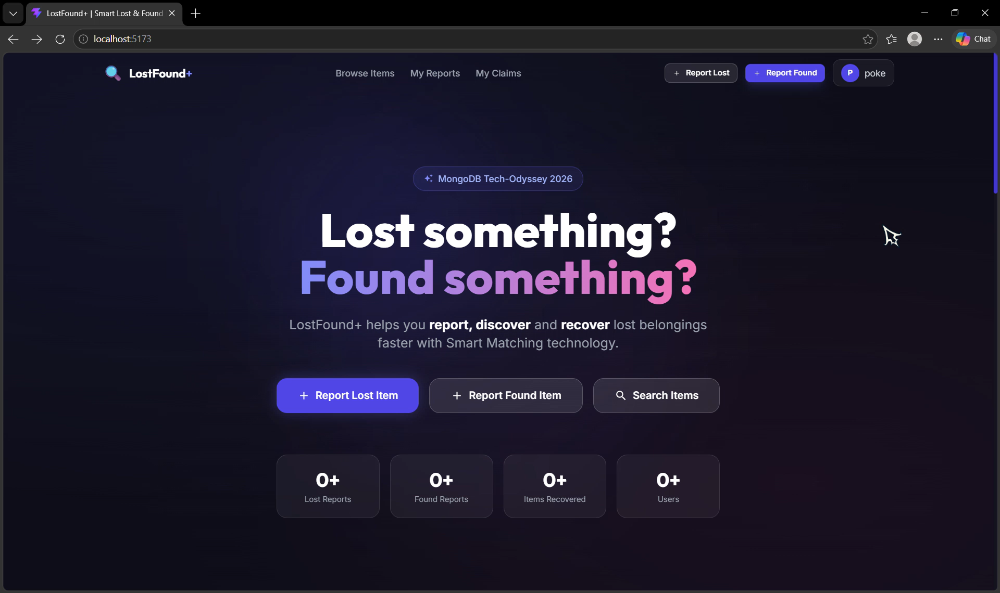 LostFound+ | Smart Lost & Found
localhost:5173
Chat
LostFound+
Browse Items
My Reports
My Claims
+ Report Lost
+ Report Found
P
poke
MongoDB Tech-Odyssey 2026
Lost something?
Found something?
LostFound+ helps you report, discover and recover lost belongings
faster with Smart Matching technology.
+ Report Lost Item
+ Report Found Item
Search Items
0+
Lost Reports
0+
Found Reports
0+
Items Recovered
0+
Users